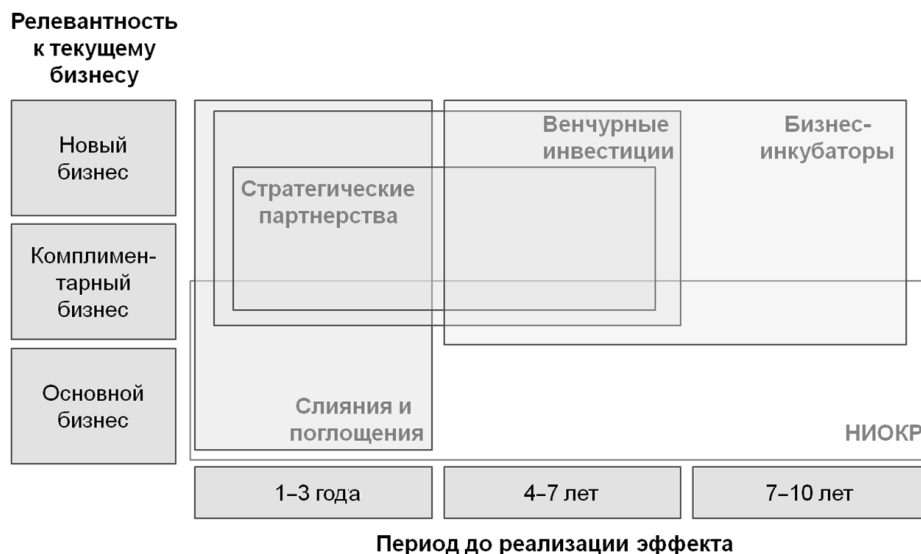 Релевантность
к текущему
бизнесу
Новый
бизнес
Венчурные
инвестиции
Бизнес-
инкубаторы
Стратегические
партнерства
Комплимен-
тарный
бизнес
Основной
бизнес
Слияния и
поглощения
НИОКР
1–3 года
4–7 лет
7–10 лет
Период до реализации эффекта